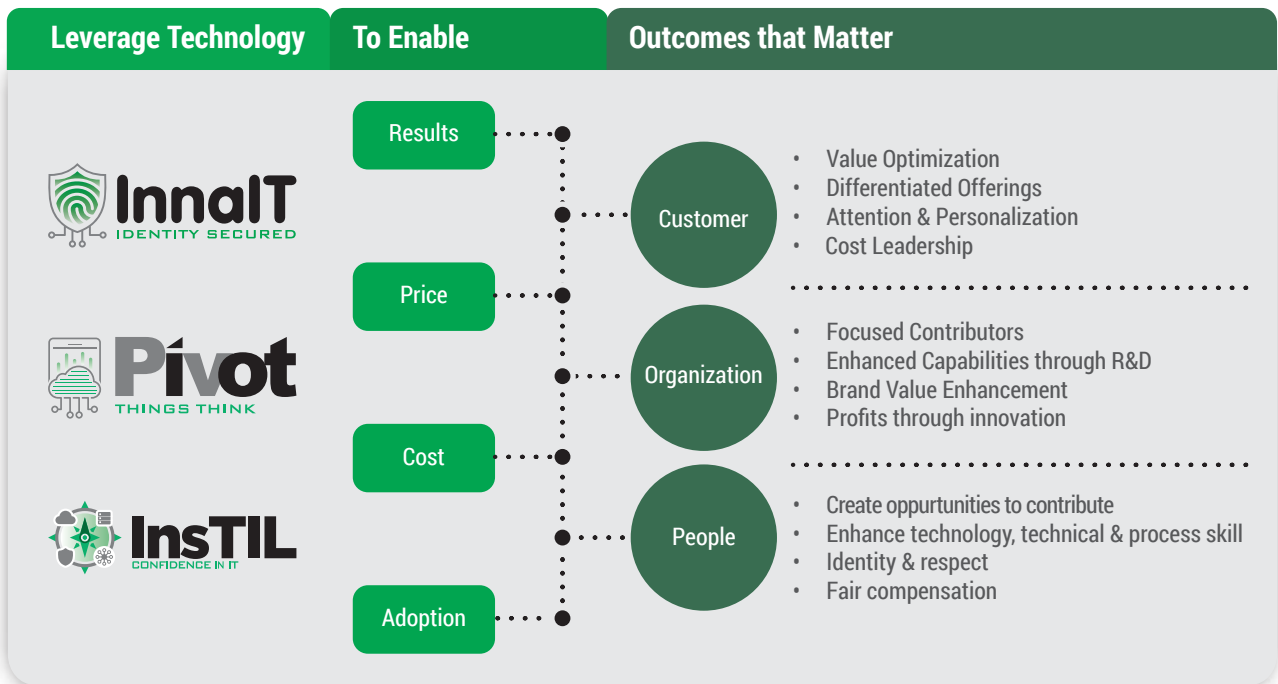 Leverage Technology
To Enable
Outcomes that Matter
InnaIT
IDENTITY SECURED
Pivot
THINGS THINK
InsTIL
CONFIDENCE IN IT
Results
Price
Cost
Adoption
Customer
• Value Optimization
• Differentiated Offerings
• Attention & Personalization
• Cost Leadership
Organization
• Focused Contributors
• Enhanced Capabilities through R&D
• Brand Value Enhancement
• Profits through innovation
People
• Create oppurtunities to contribute
• Enhance technology, technical & process skill
• Identity & respect
• Fair compensation